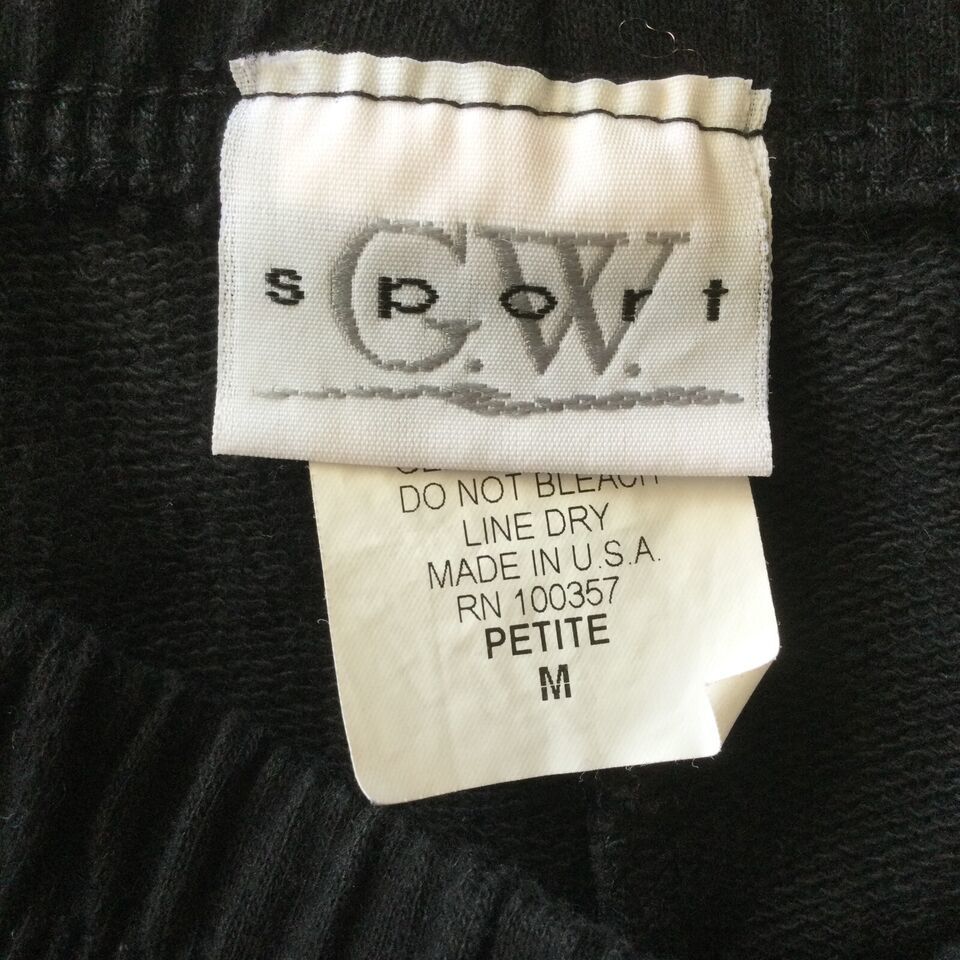 G.W.
sport
DO NOT BLEACH
LINE DRY
MADE IN U.S.A.
RN 100357
PETITE
M